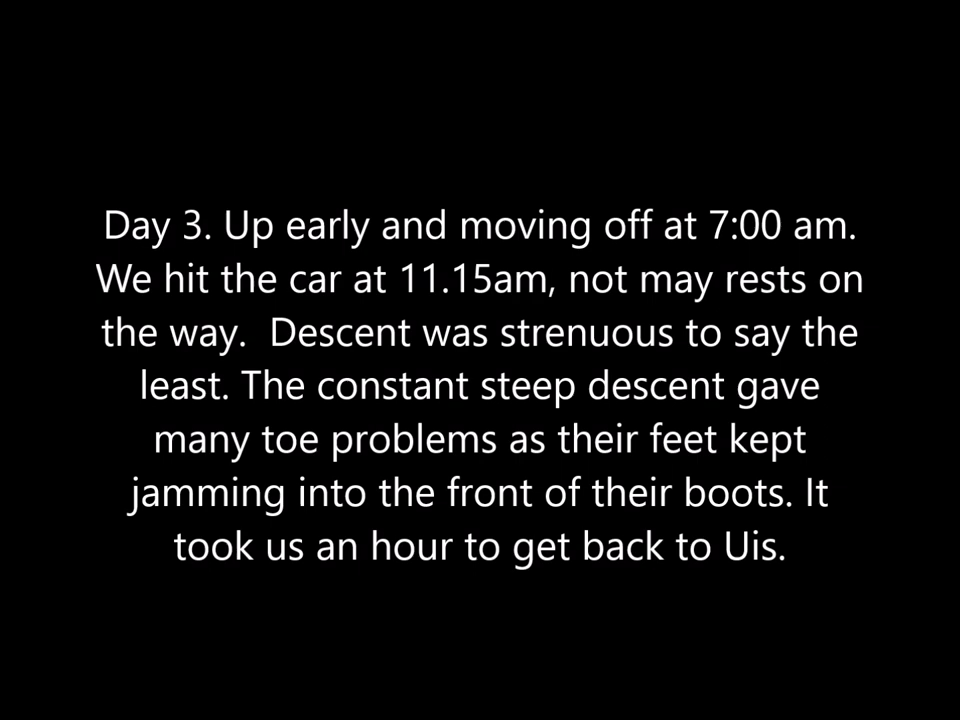 Day 3. Up early and moving off at 7:00 am.
We hit the car at 11.15am, not may rests on
the way.  Descent was strenuous to say the
least. The constant steep descent gave
many toe problems as their feet kept
jamming into the front of their boots. It
took us an hour to get back to Uis.